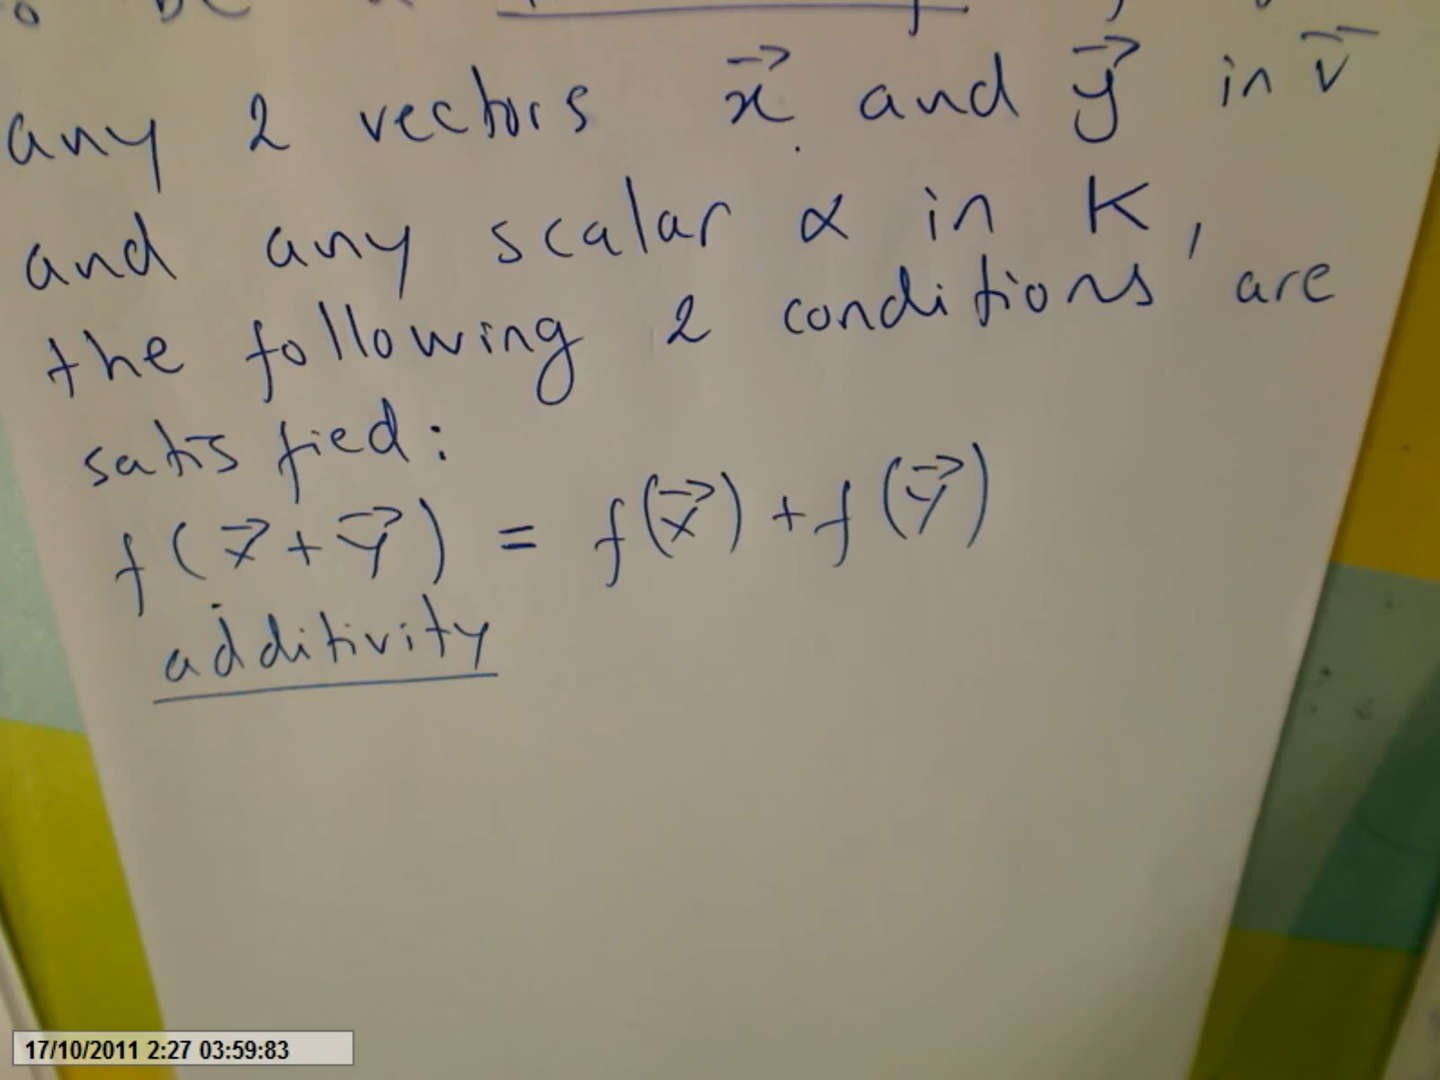 any 2 vectors x⃗ and y⃗ in V⃗
and any scalar α in K,
the following 2 conditions are
satisfied:
f(x⃗+y⃗) = f(x⃗)+f(y⃗)
additivity
17/10/2011 2:27 03:59:83